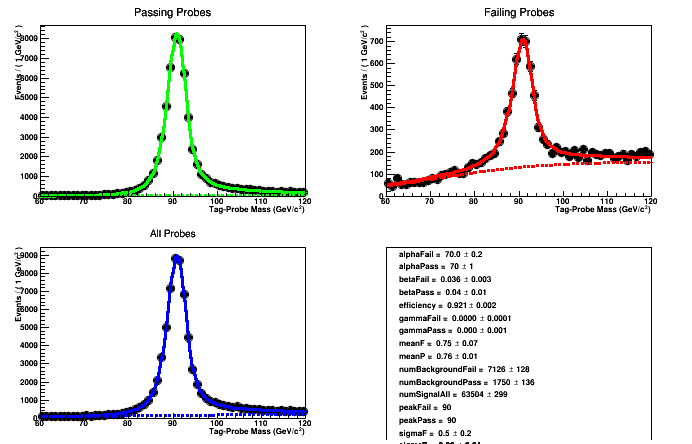 Passing Probes
Events / ( 1 GeV/c²)
8000
7000
6000
5000
4000
3000
2000
1000
0
60 70 80 90 100 110 120
Tag-Probe Mass (GeV/c²)
Failing Probes
Events / ( 1 GeV/c²)
700
600
500
400
300
200
100
0
60 70 80 90 100 110 120
Tag-Probe Mass (GeV/c²)
All Probes
Events / ( 1 GeV/c²)
9000
8000
7000
6000
5000
4000
3000
2000
1000
0
60 70 80 90 100 110 120
Tag-Probe Mass (GeV/c²)
alphaFail = 70.0 ± 0.2
alphaPass = 70 ± 1
betaFail = 0.036 ± 0.003
betaPass = 0.04 ± 0.01
efficiency = 0.921 ± 0.002
gammaFail = 0.0000 ± 0.0001
gammaPass = 0.000 ± 0.001
meanF = 0.75 ± 0.07
meanP = 0.76 ± 0.01
numBackgroundFail = 7126 ± 128
numBackgroundPass = 1750 ± 136
numSignalAll = 63504 ± 299
peakFail = 90
peakPass = 90
sigmaF = 0.5 ± 0.2